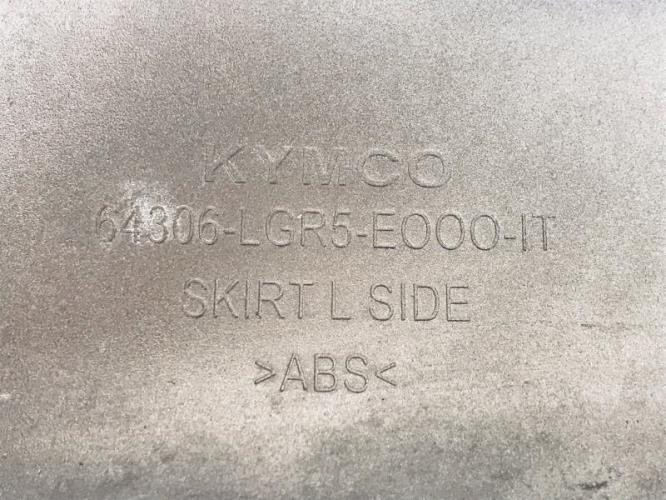 KYMCO
64306-LGR5-E000-IT
SKIRT L SIDE
>ABS<